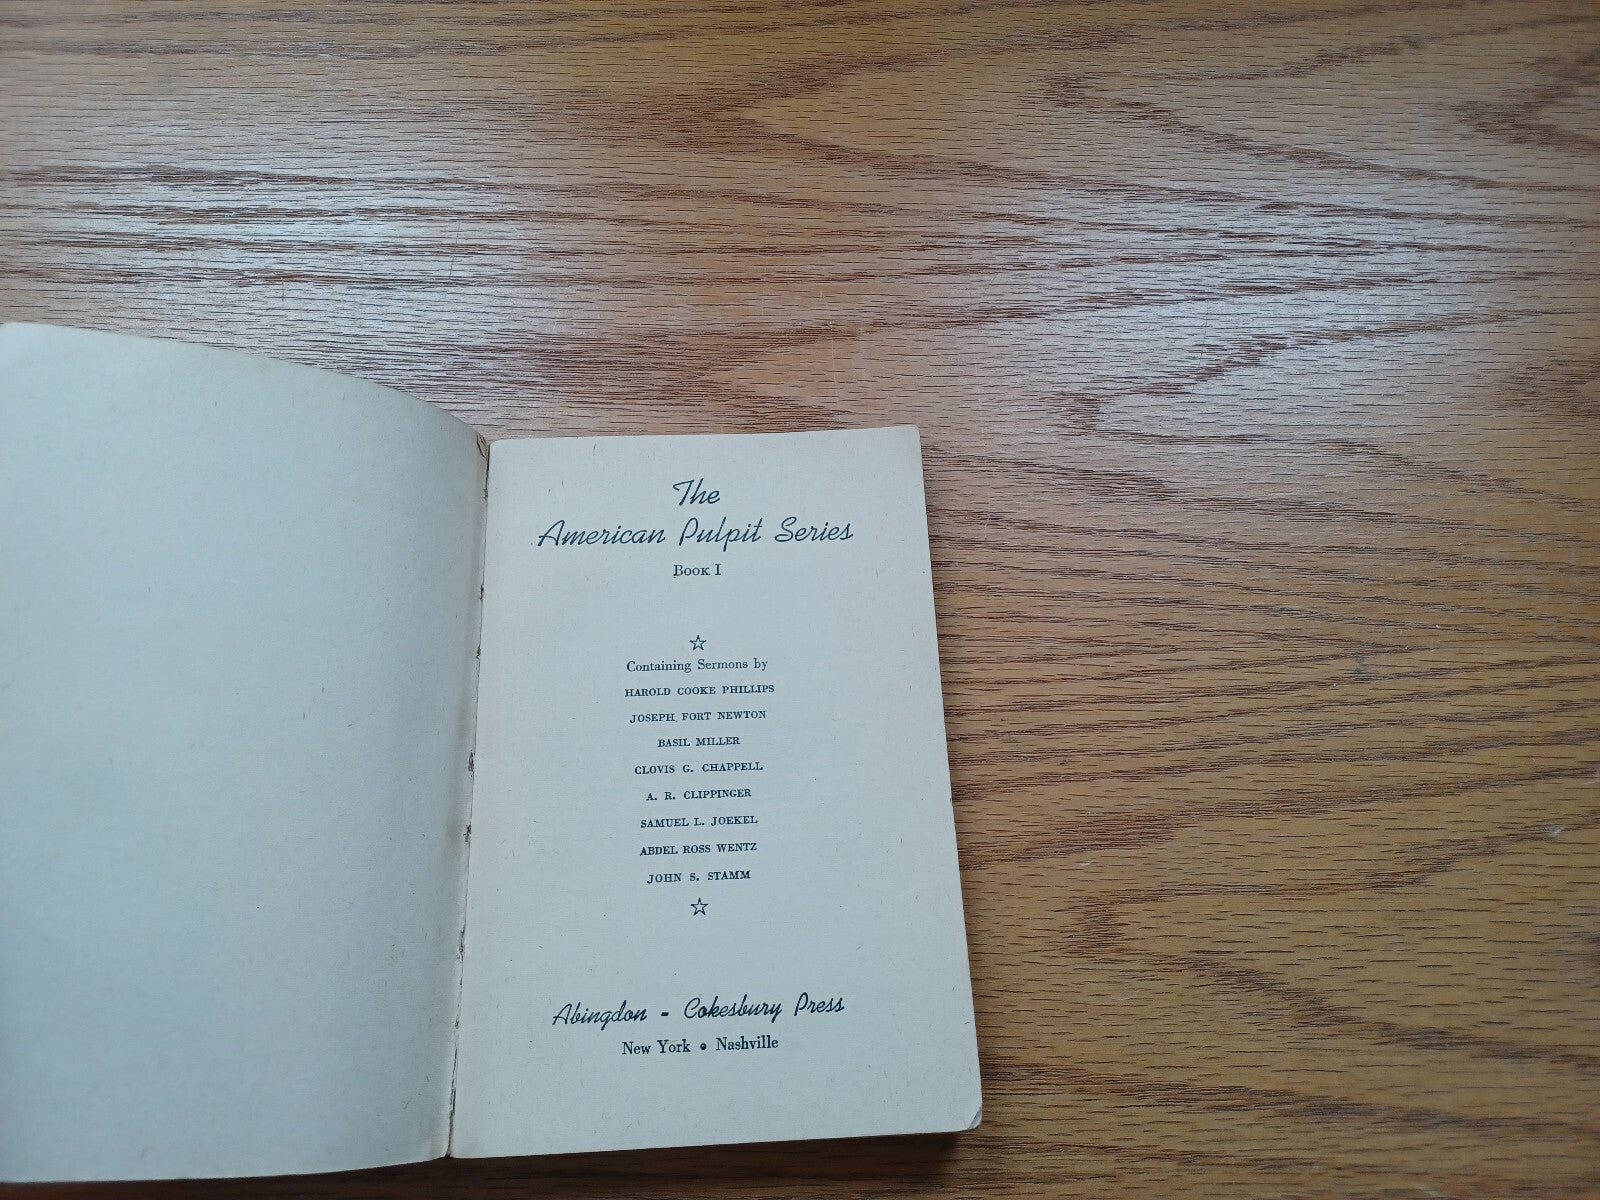 The
American Pulpit Series
Book I
Containing Sermons by
HAROLD COOKE PHILLIPS
JOSEPH FORT NEWTON
BASIL MILLER
CLOVIS G. CHAPPELL
A. R. CLIPPINGER
SAMUEL L. JOEKEL
ABDEL ROSS WENTZ
JOHN S. STAMM
Abingdon - Cokesbury Press
New York • Nashville